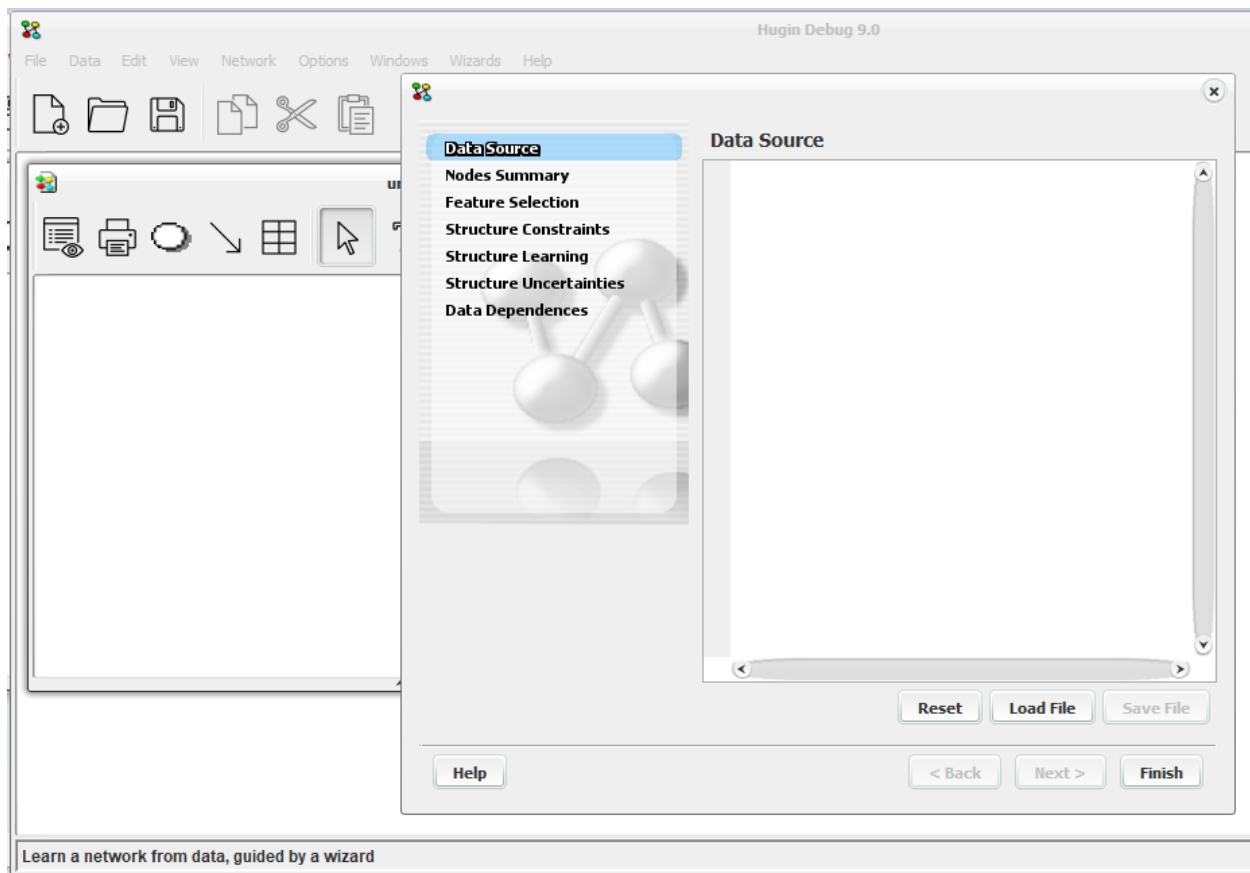 Hugin Debug 9.0
File Data Edit View Network Options Windows Wizards Help
Data Source
Nodes Summary
Feature Selection
Structure Constraints
Structure Learning
Structure Uncertainties
Data Dependences
Data Source
Reset Load File Save File
Help < Back Next > Finish
Learn a network from data, guided by a wizard